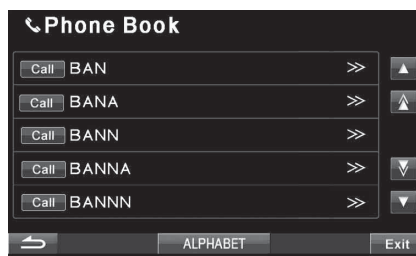 Phone Book
Call BAN
Call BANA
Call BANN
Call BANNA
Call BANNN
ALPHABET Exit